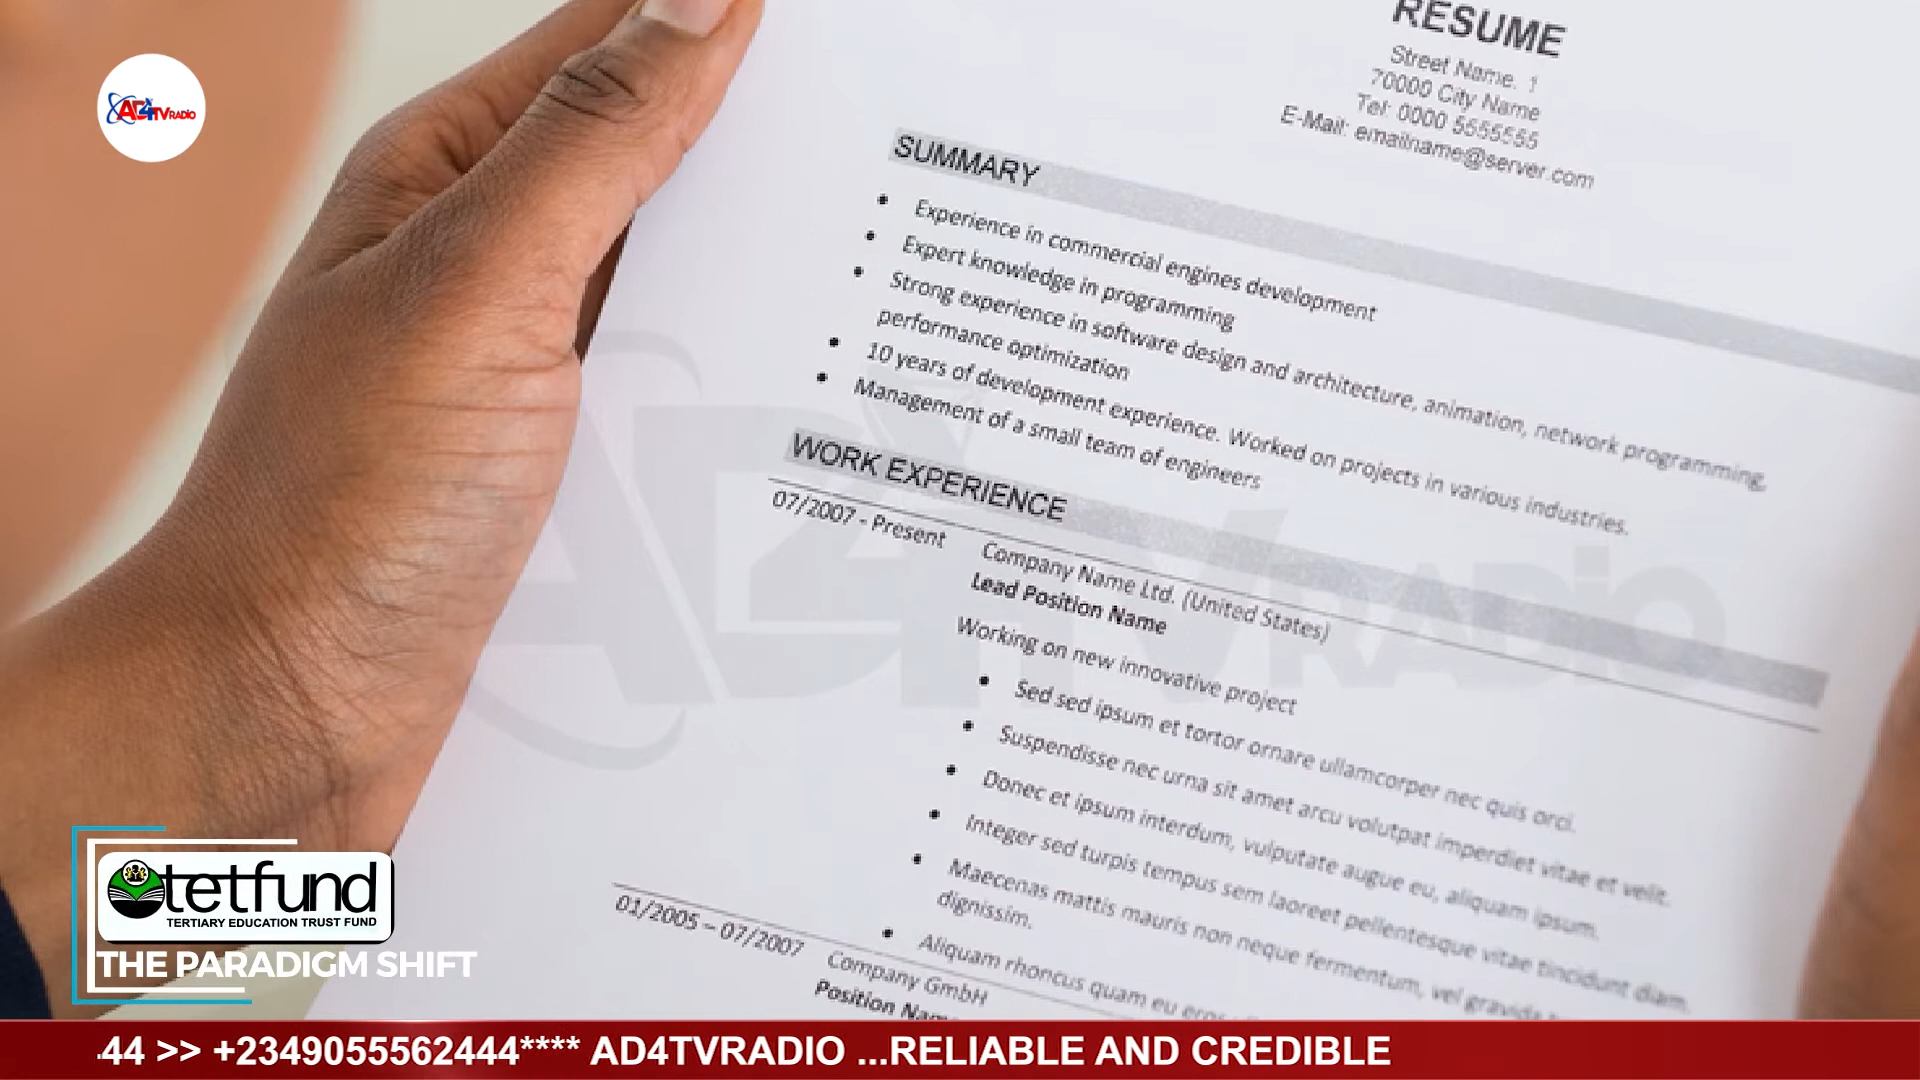 AD4TVRADIO
RESUME
Street Name. 1
70000 City Name
Tel: 0000 5555555
E-Mail: emailname@server.com
SUMMARY
• Experience in commercial engines development
• Expert knowledge in programming
• Strong experience in software design and architecture, animation, network programming,
performance optimization
• 10 years of development experience. Worked on projects in various industries.
• Management of a small team of engineers
WORK EXPERIENCE
07/2007 - Present
Company Name Ltd. (United States)
Lead Position Name
Working on new innovative project
• Sed sed ipsum et tortor ornare ullamcorper nec quis orci.
• Suspendisse nec urna sit amet arcu volutpat imperdiet vitae et velit.
• Donec et ipsum interdum, vulputate augue eu, aliquam ipsum.
• Integer sed turpis tempus sem laoreet pellentesque vitae tincidunt diam.
• Maecenas mattis mauris non neque fermentum, vel gravida
dignissim.
• Aliquam rhoncus quam eu eros
01/2005 – 07/2007
Company GmbH
Position Name
AD4TVRADIO
tetfund
TERTIARY EDUCATION TRUST FUND
THE PARADIGM SHIFT
44 >> +2349055562444**** AD4TVRADIO ...RELIABLE AND CREDIBLE